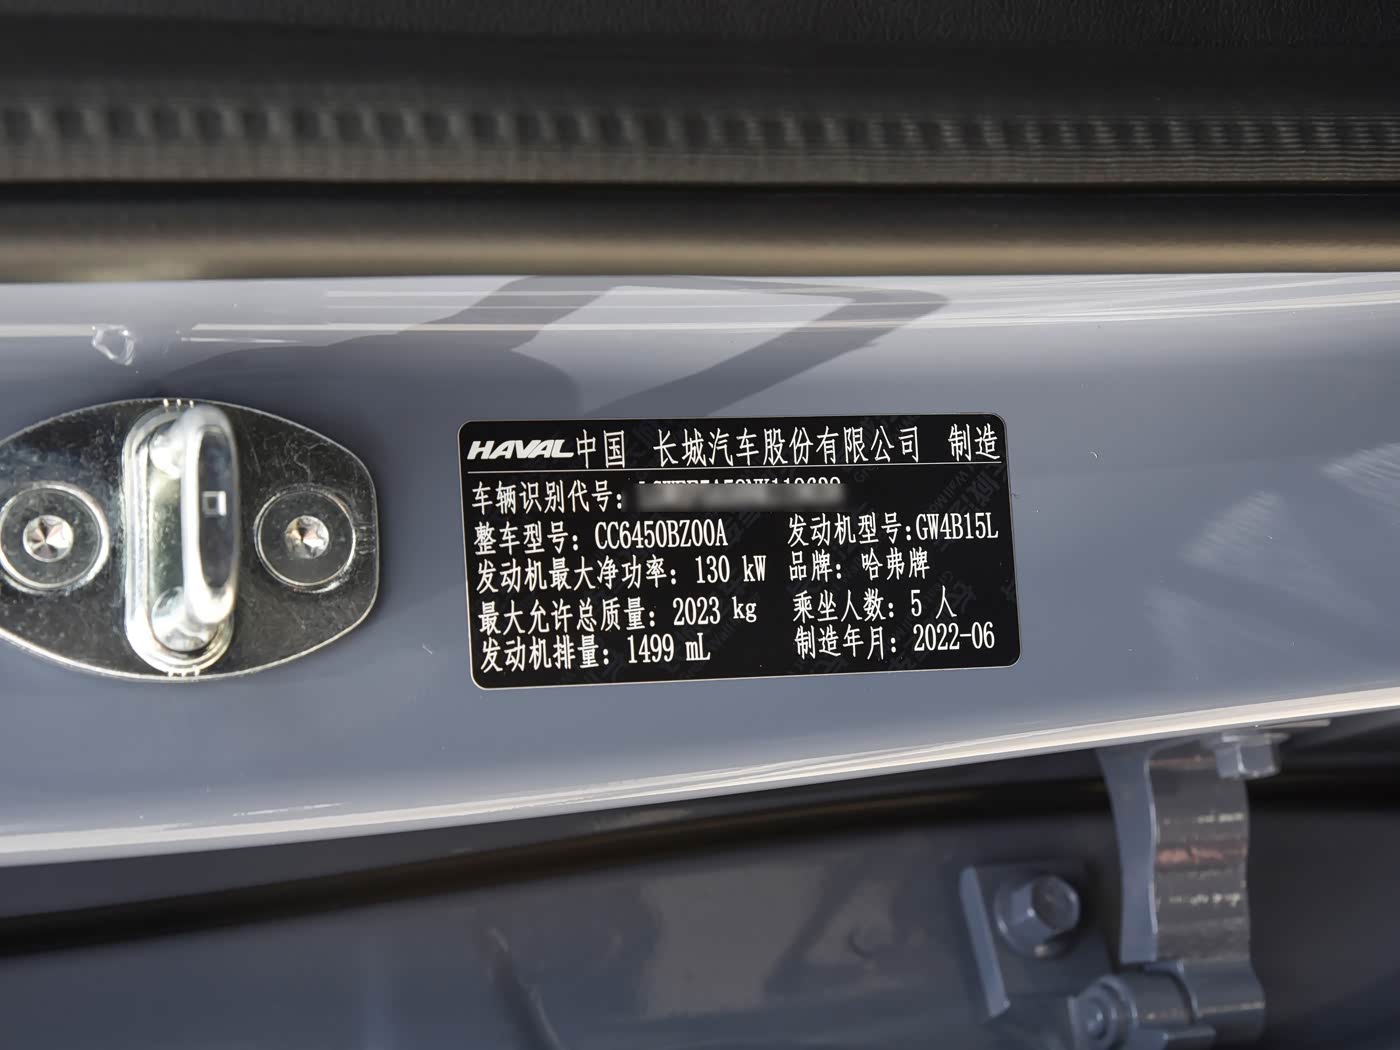 HAVAL中国 长城汽车股份有限公司 制造
车辆识别代号：
整车型号：CC6450BZ00A 发动机型号:GW4B15L
发动机最大净功率：130 kW 品牌：哈弗牌
最大允许总质量：2023 kg 乘坐人数：5 人
发动机排量：1499 mL 制造年月：2022-06